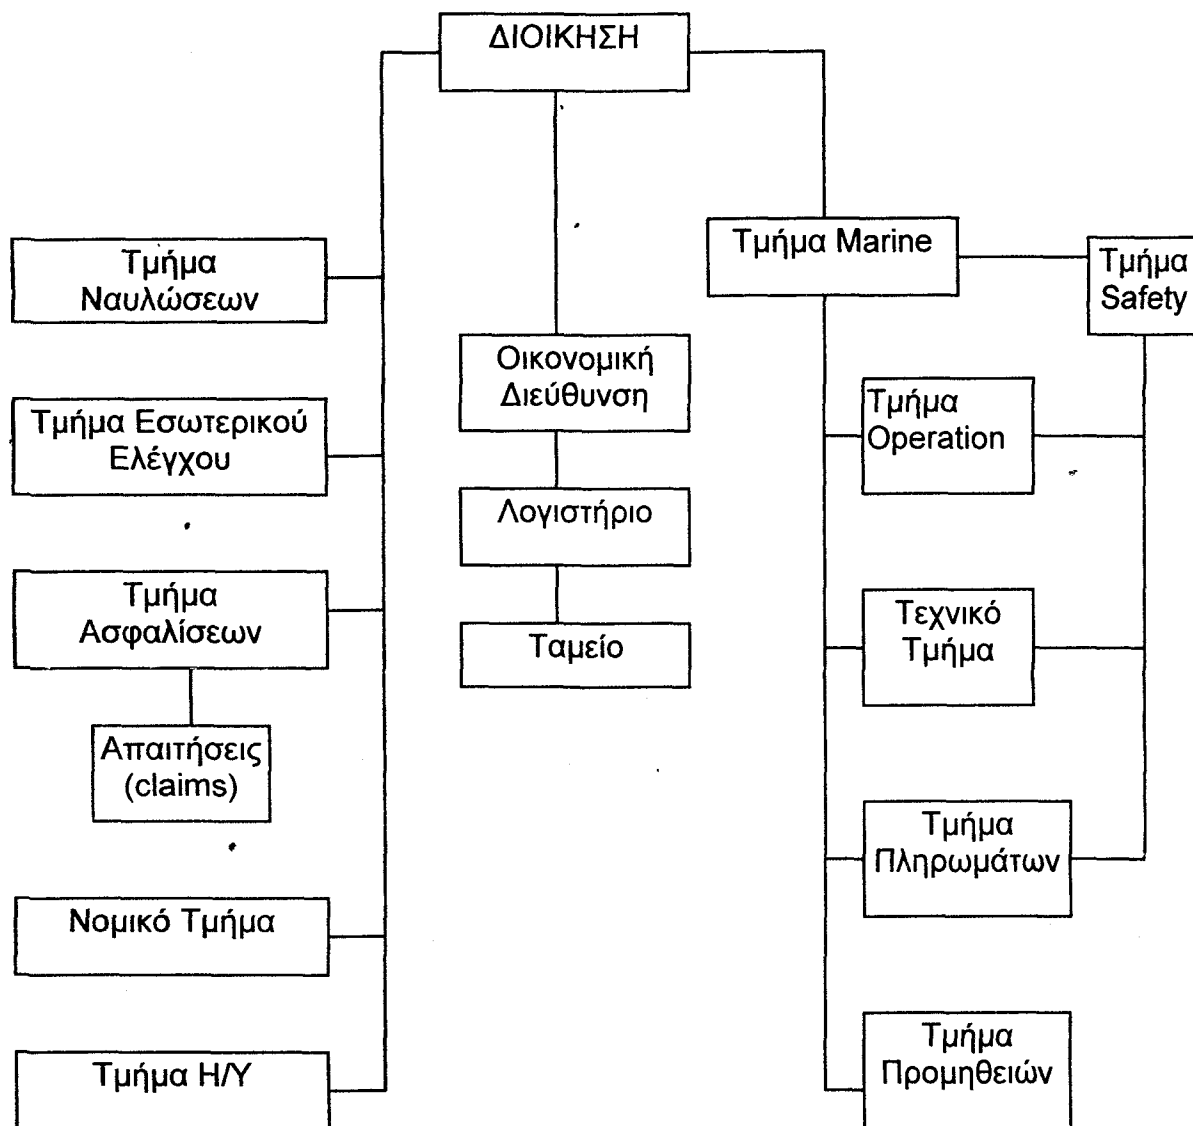 ΔΙΟΙΚΗΣΗ
Τμήμα
Ναυλώσεων
Τμήμα Εσωτερικού
Ελέγχου
Τμήμα
Ασφαλίσεων
Απαιτήσεις
(claims)
Νομικό Τμήμα
Τμήμα Η/Υ
Οικονομική
Διεύθυνση
Λογιστήριο
Ταμείο
Τμήμα Marine
Τμήμα
Safety
Τμήμα
Operation
Τεχνικό
Τμήμα
Τμήμα
Πληρωμάτων
Τμήμα
Προμηθειών